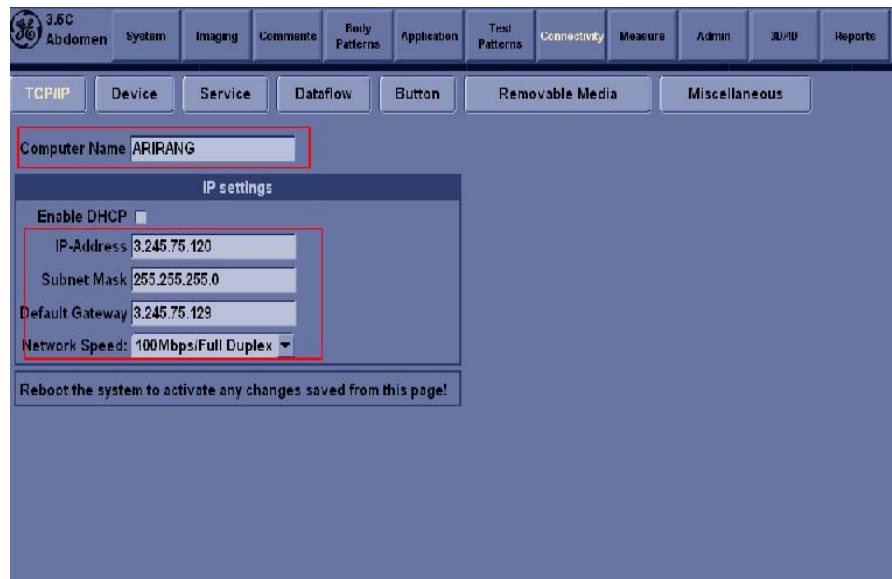 3.5C
Abdomen
System
Imaging
Comments
Body
Patterns
Application
Test
Patterns
Connectivity
Measure
Admin
3D/4D
Reports
TCP/IP
Device
Service
Dataflow
Button
Removable Media
Miscellaneous
Computer Name ARIRANG
IP settings
Enable DHCP
IP-Address 3.245.75.120
Subnet Mask 255.255.255.0
Default Gateway 3.245.75.129
Network Speed: 100Mbps/Full Duplex
Reboot the system to activate any changes saved from this page!